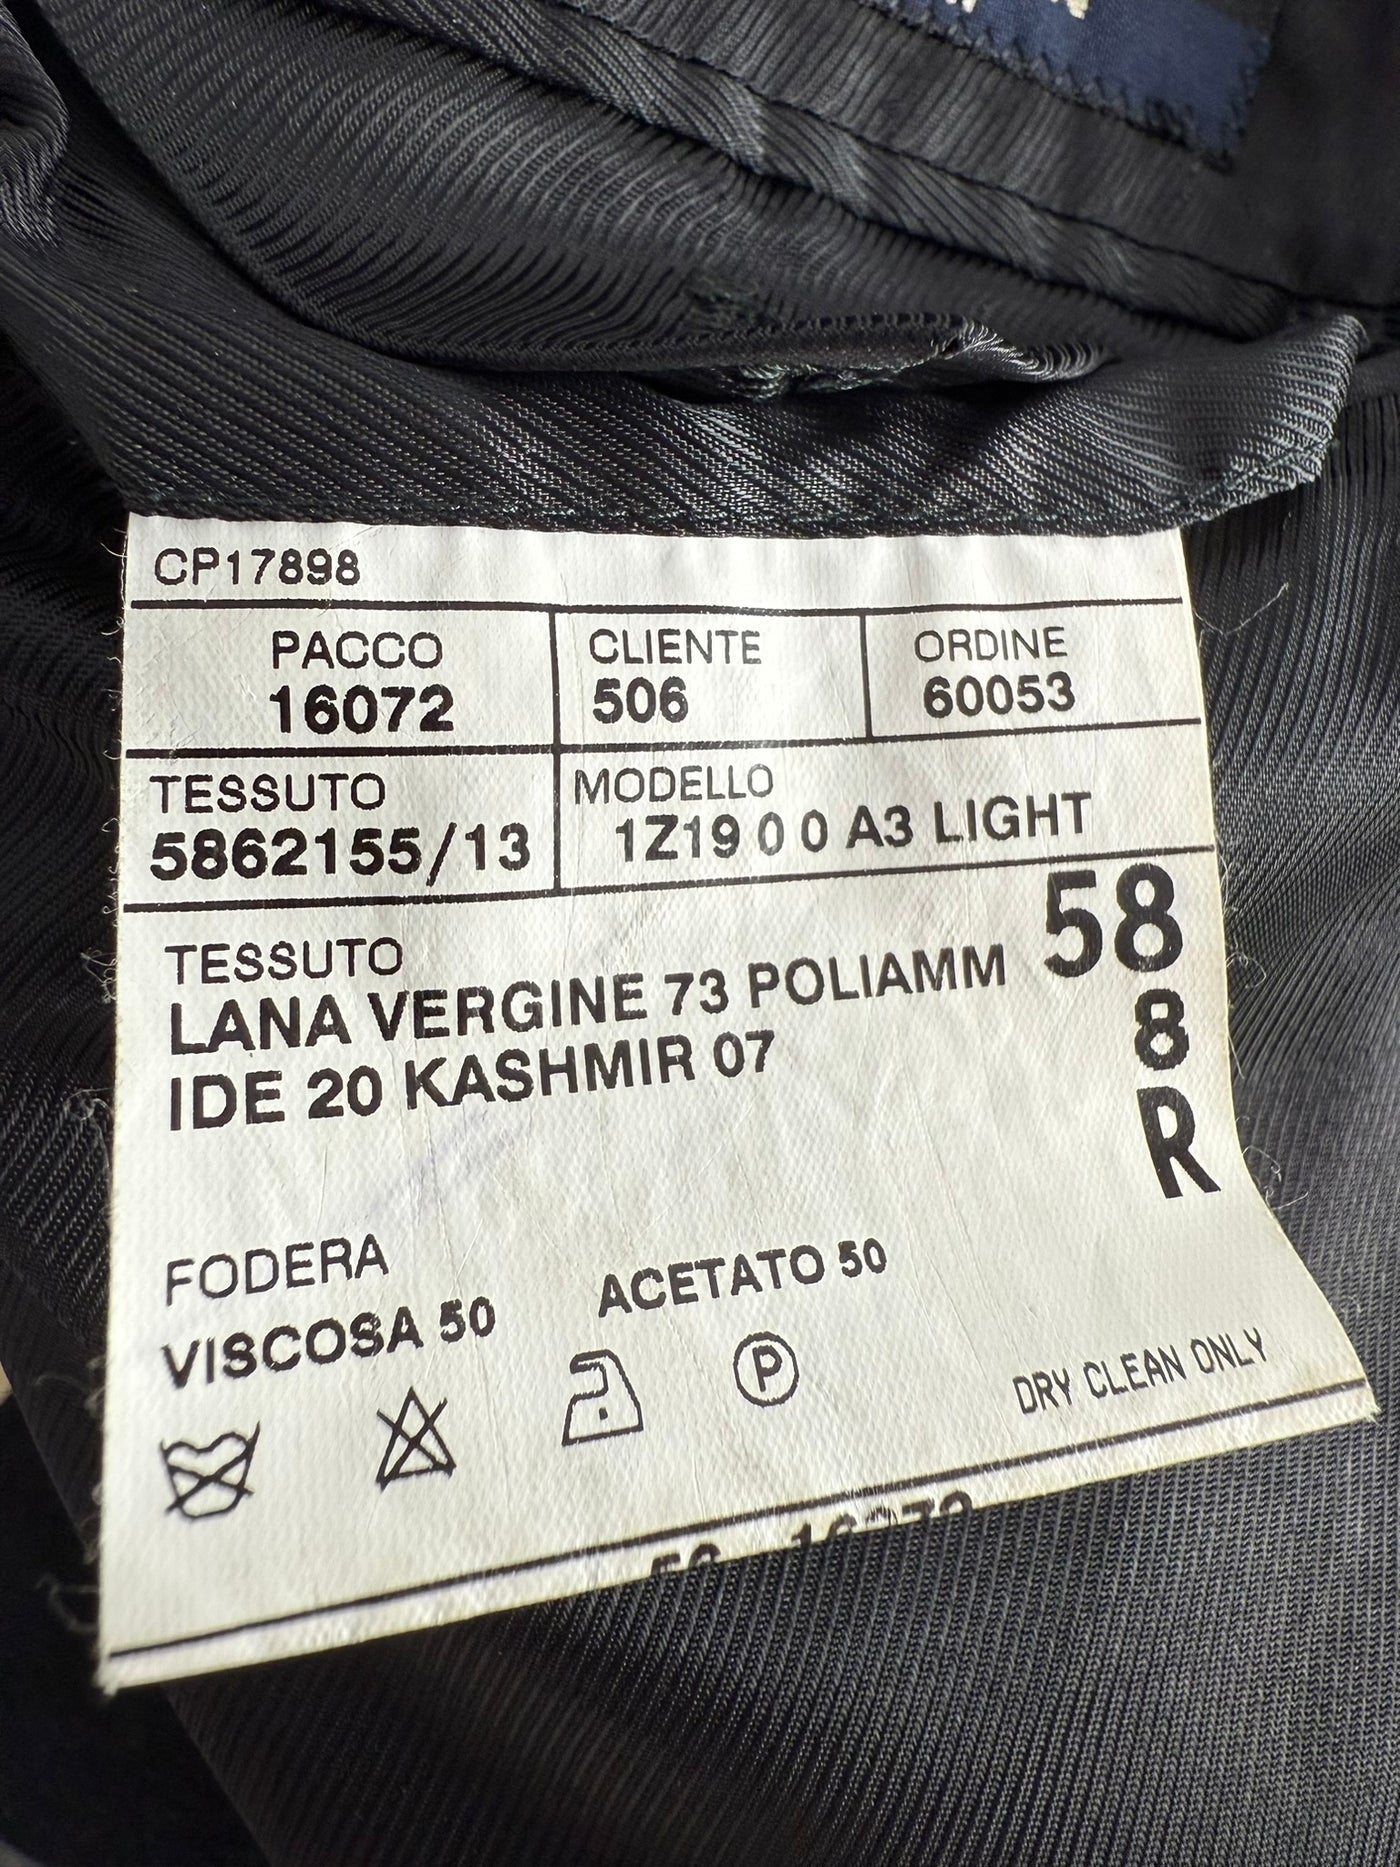 CP17898
PACCO CLIENTE ORDINE
16072 506 60053
TESSUTO MODELLO
5862155/13 1Z19 0 0 A3 LIGHT
58
TESSUTO
LANA VERGINE 73 POLIAMM
IDE 20 KASHMIR 07
8
R
FODERA
VISCOSA 50 ACETATO 50
P
DRY CLEAN ONLY